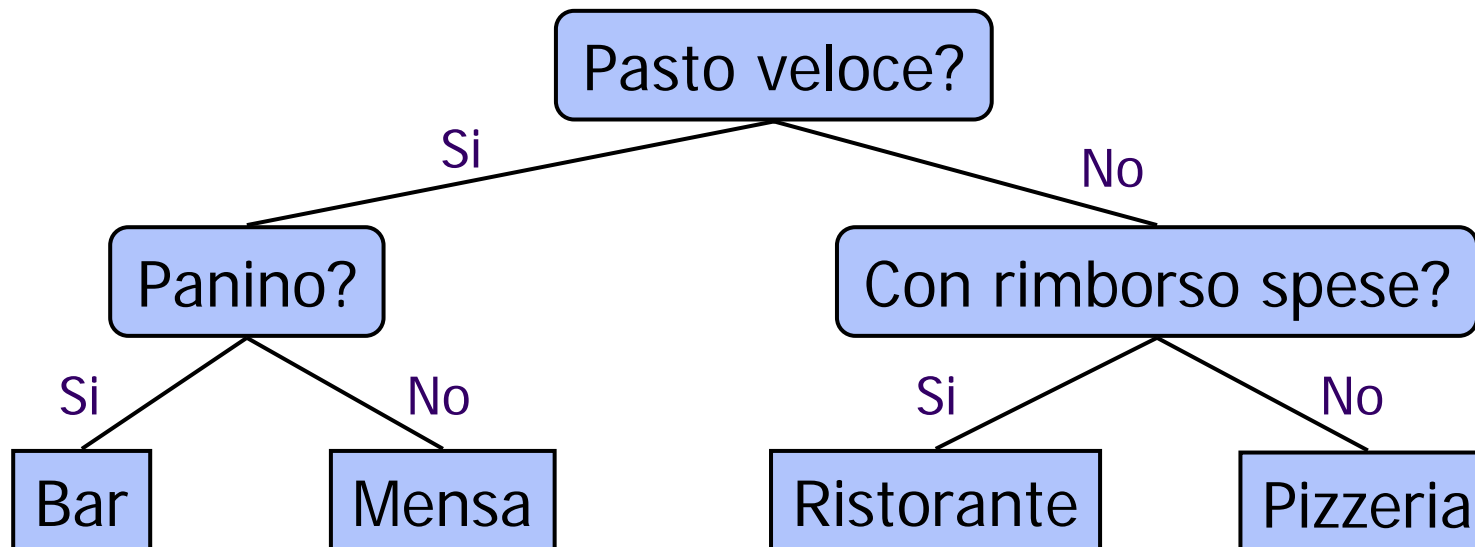 Pasto veloce?
Si
No
Panino?
Con rimborso spese?
Si
No
Si
No
Bar
Mensa
Ristorante
Pizzeria